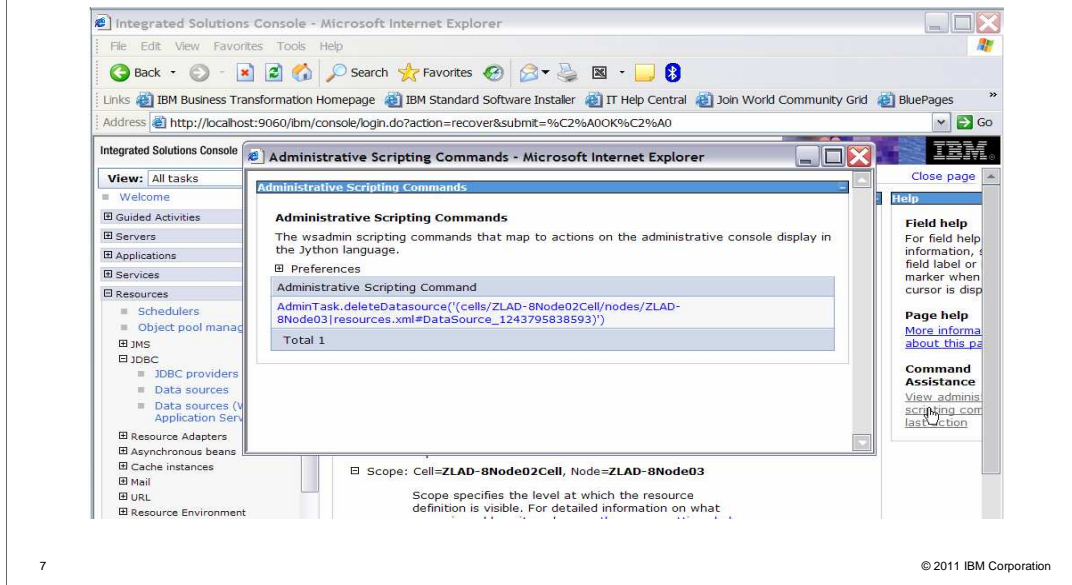 Integrated Solutions Console - Microsoft Internet Explorer
File Edit View Favorites Tools Help
Back Search Favorites
Links IBM Business Transformation Homepage IBM Standard Software Installer IT Help Central Join World Community Grid BluePages »
Address http://localhost:9060/ibm/console/login.do?action=recover&submit=%C2%A0OK%C2%A0 Go
Integrated Solutions Console
IBM.
View: All tasks
Close page
Welcome
Guided Activities
Servers
Applications
Services
Resources
Schedulers
Object pool manag
JMS
JDBC
JDBC providers
Data sources
Data sources (W
Application Serv
Resource Adapters
Asynchronous beans
Cache instances
Mail
URL
Resource Environment
Administrative Scripting Commands - Microsoft Internet Explorer
Administrative Scripting Commands
Administrative Scripting Commands
The wsadmin scripting commands that map to actions on the administrative console display in
the Jython language.
Preferences
Administrative Scripting Command
AdminTask.deleteDatasource('(cells/ZLAD-8Node02Cell/nodes/ZLAD-
8Node03|resources.xml#DataSource_1243795838593)')
Total 1
Scope: Cell=ZLAD-8Node02Cell, Node=ZLAD-8Node03
Scope specifies the level at which the resource
definition is visible. For detailed information on what
Help
Field help
For field help
information, s
field label or
marker when
cursor is disp
Page help
More informa
about this pa
Command
Assistance
View adminis
scripting com
last action
7
© 2011 IBM Corporation